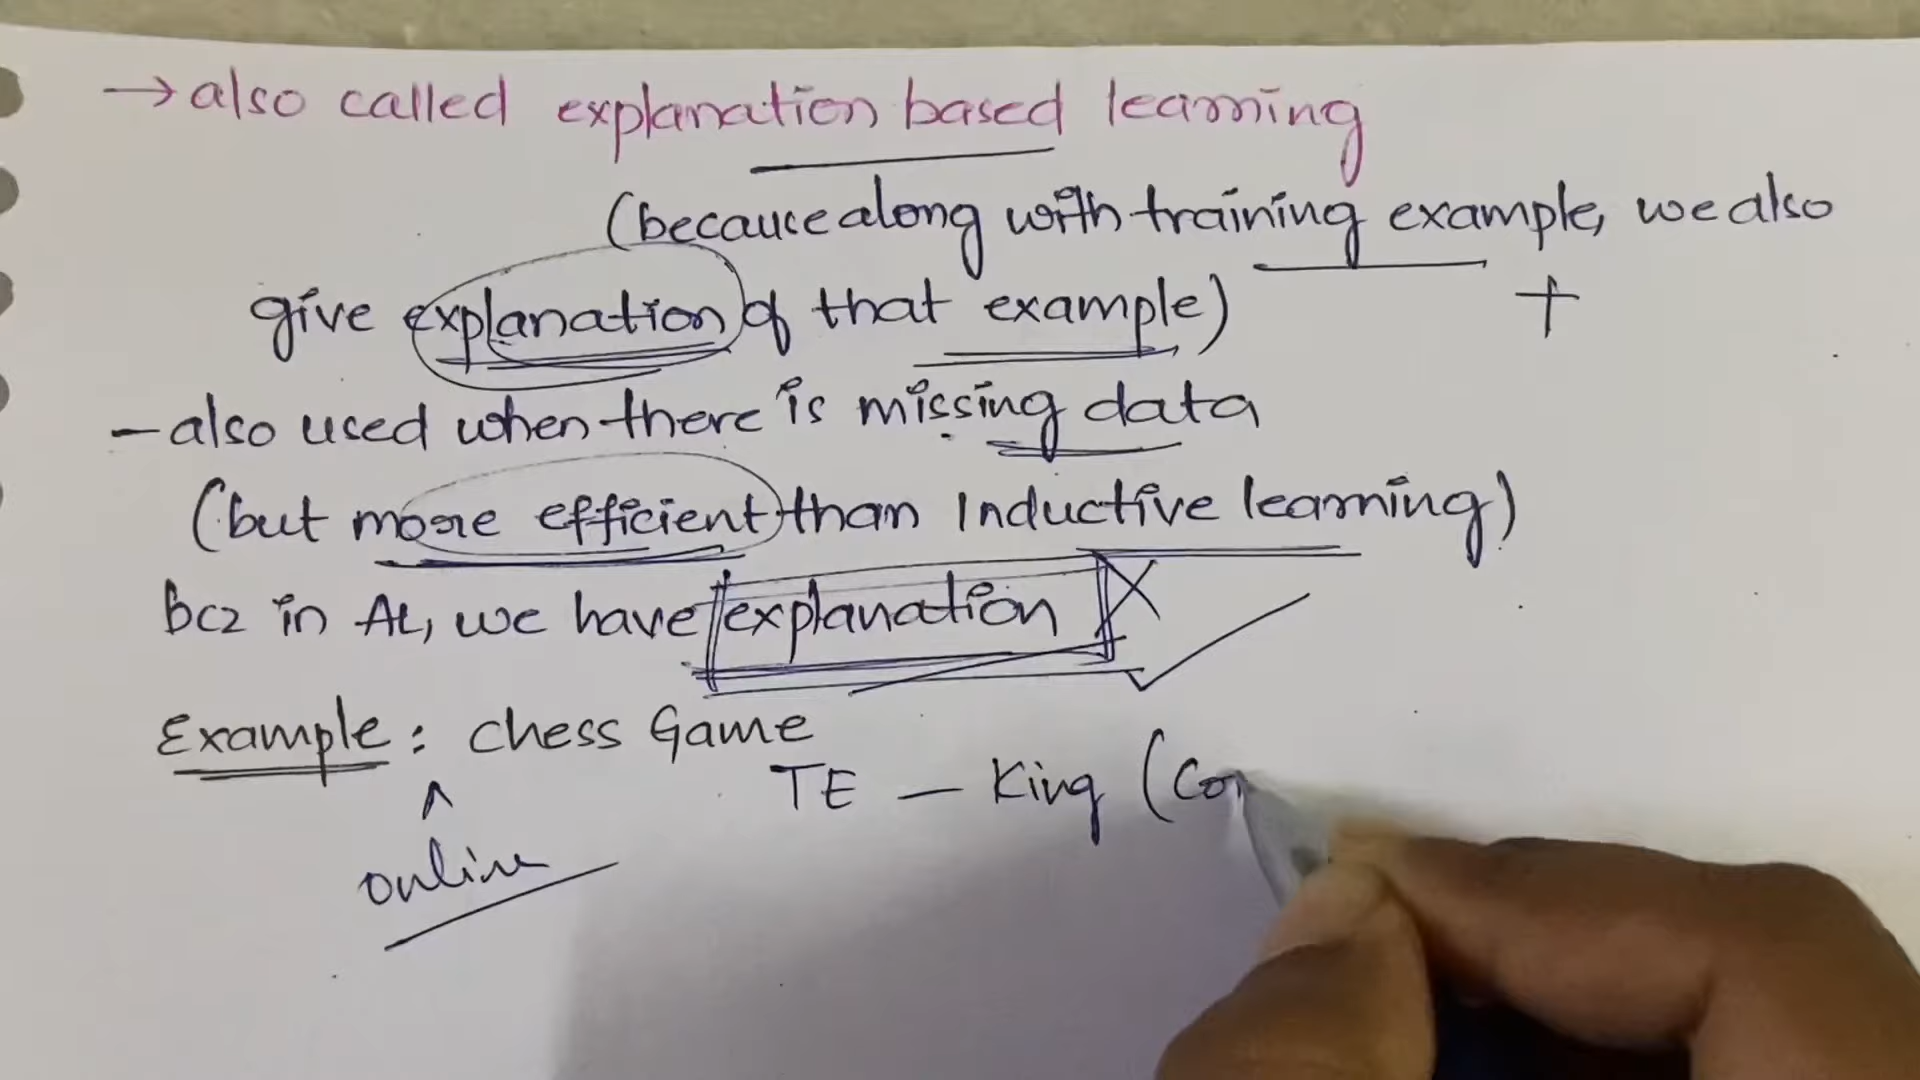 → also called explanation based learning
(because along with training example, we also
give explanation of that example) +
- also used when there is missing data
(but more efficient than Inductive learning)
bcz in AL, we have explanation
Example: Chess Game
TE - King (Con
online